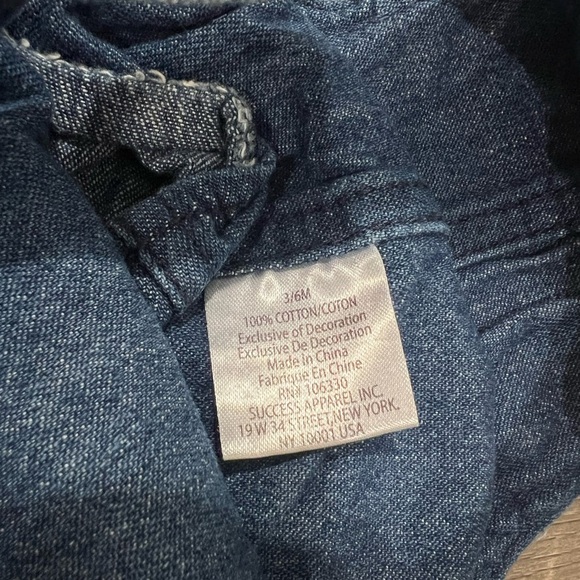 3/6M
100% COTTON/COTON
Exclusive of Decoration
Exclusive De Decoration
Made in China
Fabrique En Chine
RN# 106330
SUCCESS APPAREL INC.
19 W 34 STREET, NEW YORK.
NY 10001 USA